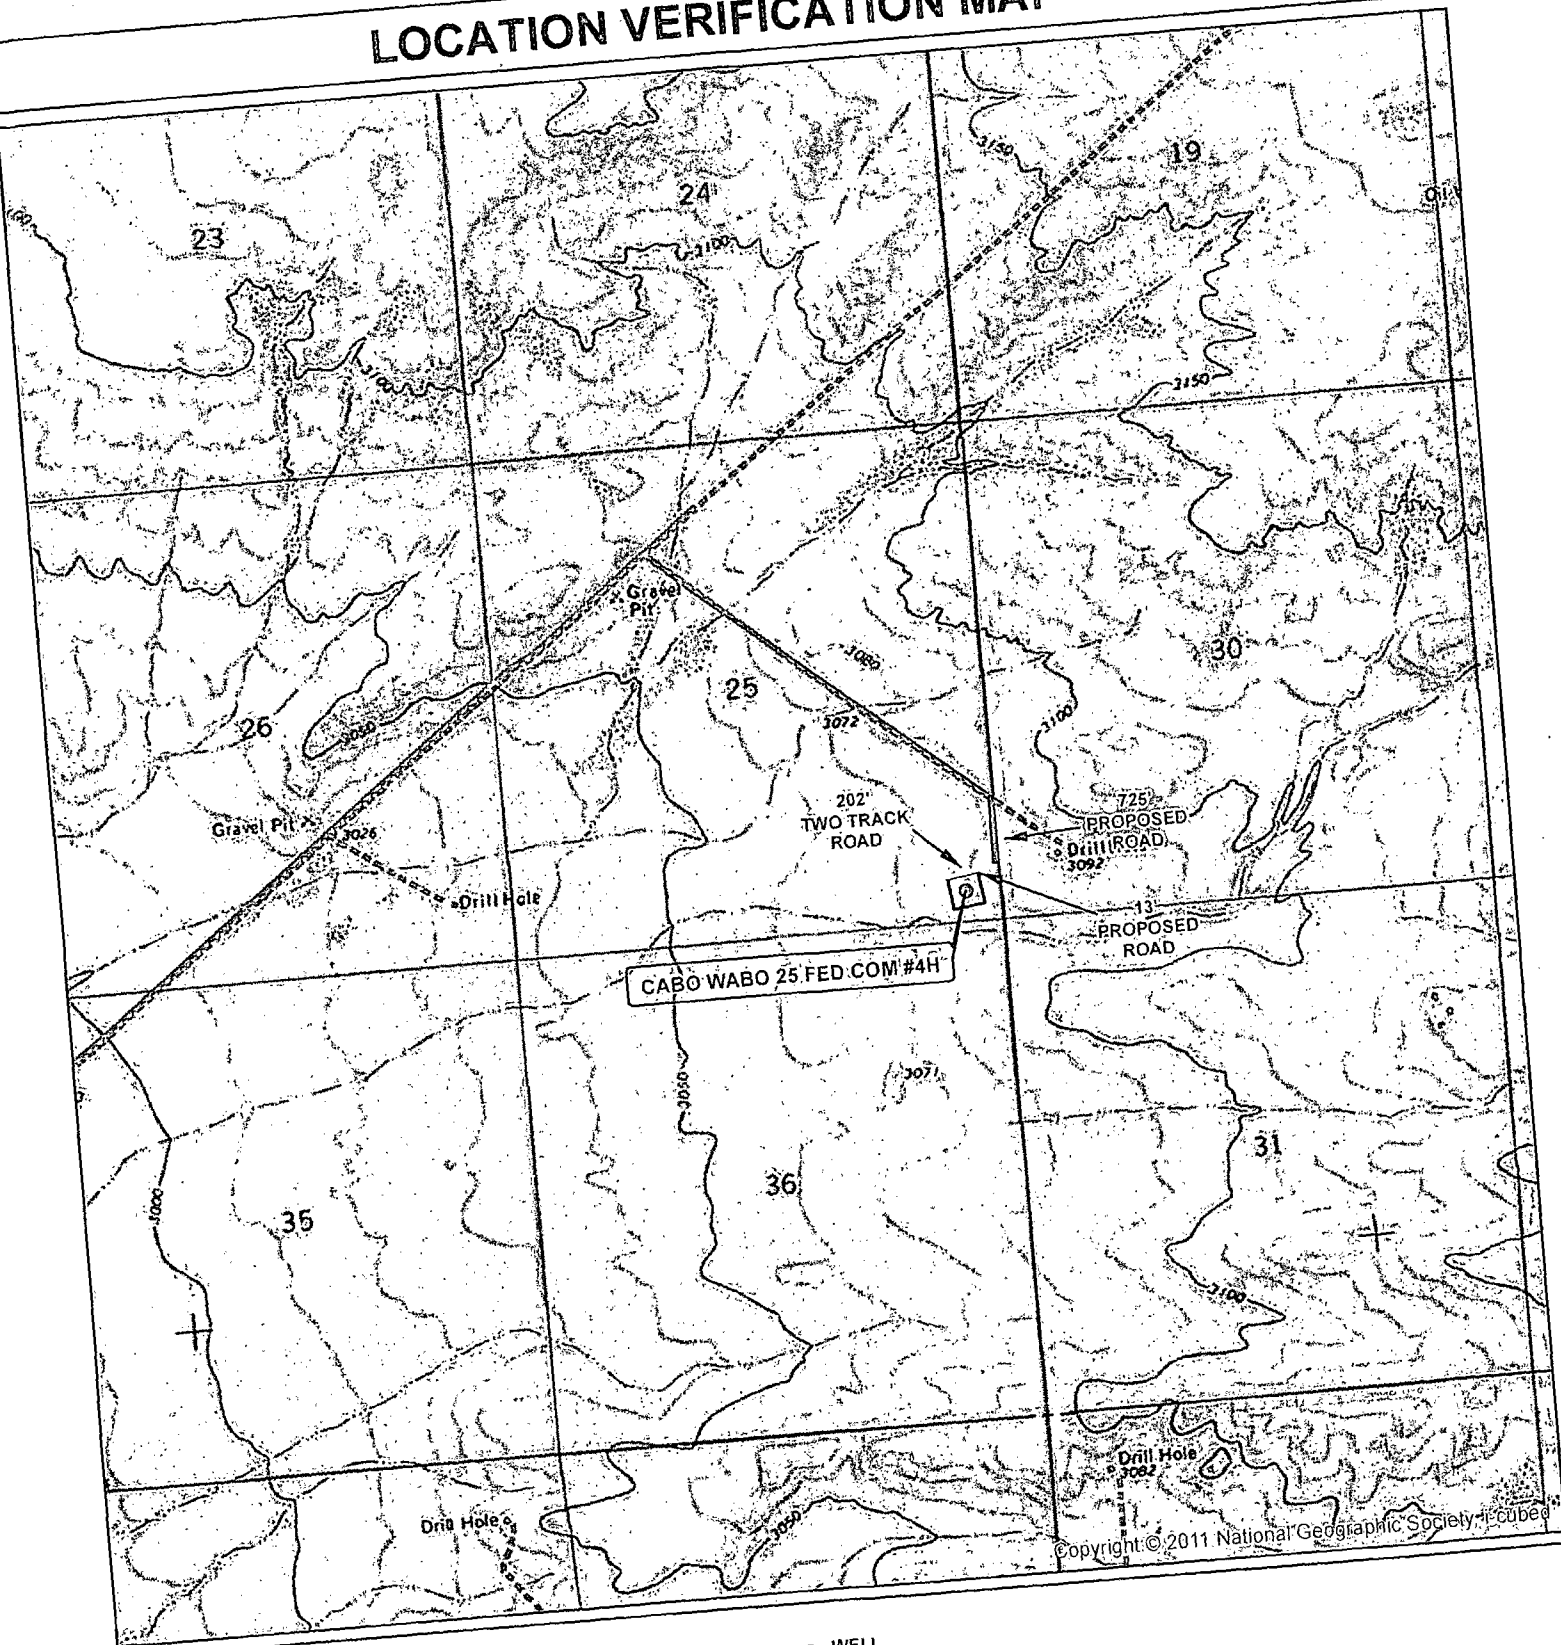 LOCATION VERIFICATION MAP
19
3150
24
23
3100
3100
3150
Gravel
Pit
30
3080
25
3100
3072
26
3050
202'
TWO TRACK
ROAD
725'
PROPOSED
ROAD
Gravel Pit
3026
Drill
3092
Drill Hole
13'
PROPOSED
ROAD
CABO WABO 25 FED COM #4H
3071
3050
31
36
3000
35
3100
Drill Hole
3082
Drill Hole
3050
Copyright:© 2011 National Geographic Society, i-cubed
WELL